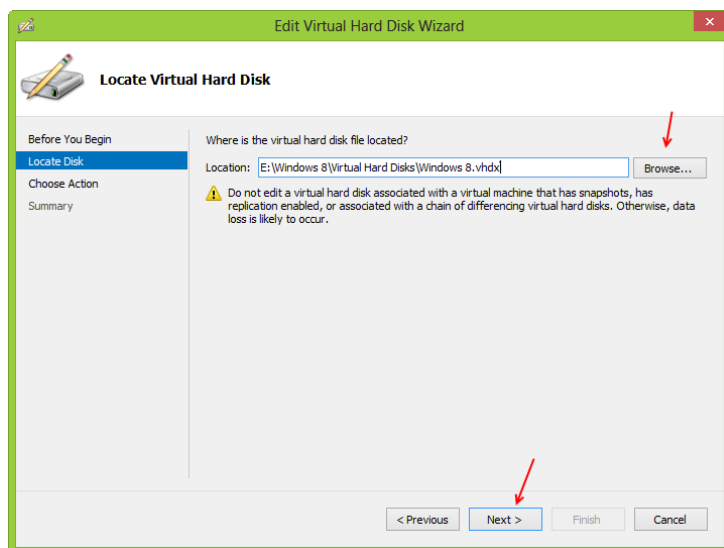 Edit Virtual Hard Disk Wizard
Locate Virtual Hard Disk
Before You Begin
Locate Disk
Choose Action
Summary
Where is the virtual hard disk file located?
Location: E:\Windows 8\Virtual Hard Disks\Windows 8.vhdx Browse...
Do not edit a virtual hard disk associated with a virtual machine that has snapshots, has
replication enabled, or associated with a chain of differencing virtual hard disks. Otherwise, data
loss is likely to occur.
< Previous Next > Finish Cancel